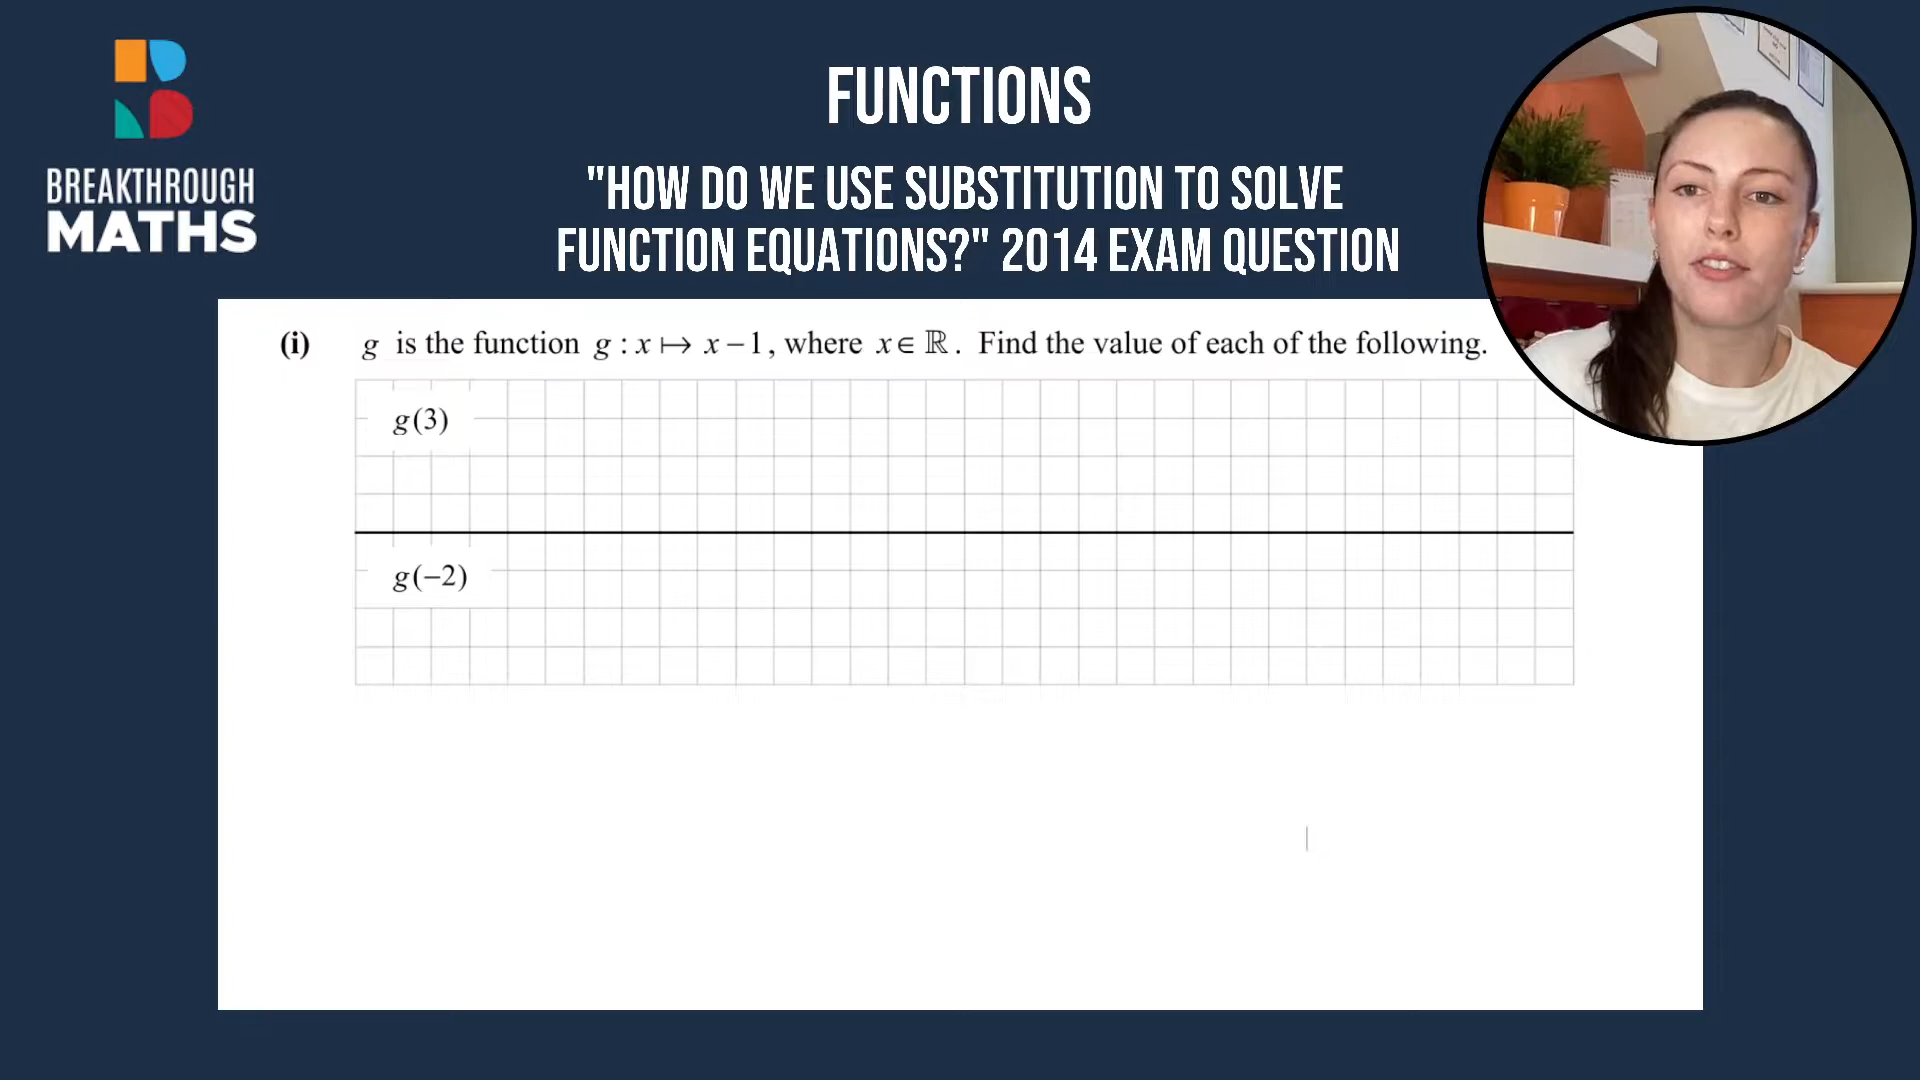 BREAKTHROUGH
MATHS
FUNCTIONS
"HOW DO WE USE SUBSTITUTION TO SOLVE
FUNCTION EQUATIONS?" 2014 EXAM QUESTION
(i) g is the function g : x ↦ x − 1, where x ∈ ℝ. Find the value of each of the following.
g(3)
g(−2)